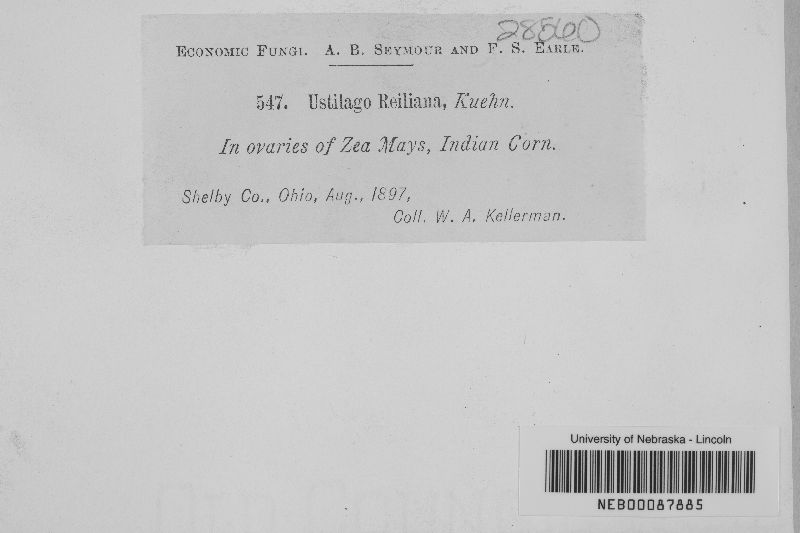 28560
ECONOMIC FUNGI. A. B. SEYMOUR AND F. S. EARLE.
547. Ustilago Reiliana, Kuehn.
In ovaries of Zea Mays, Indian Corn.
Shelby Co., Ohio, Aug., 1897,
Coll. W. A. Kellerman.
University of Nebraska - Lincoln
NEB00087885